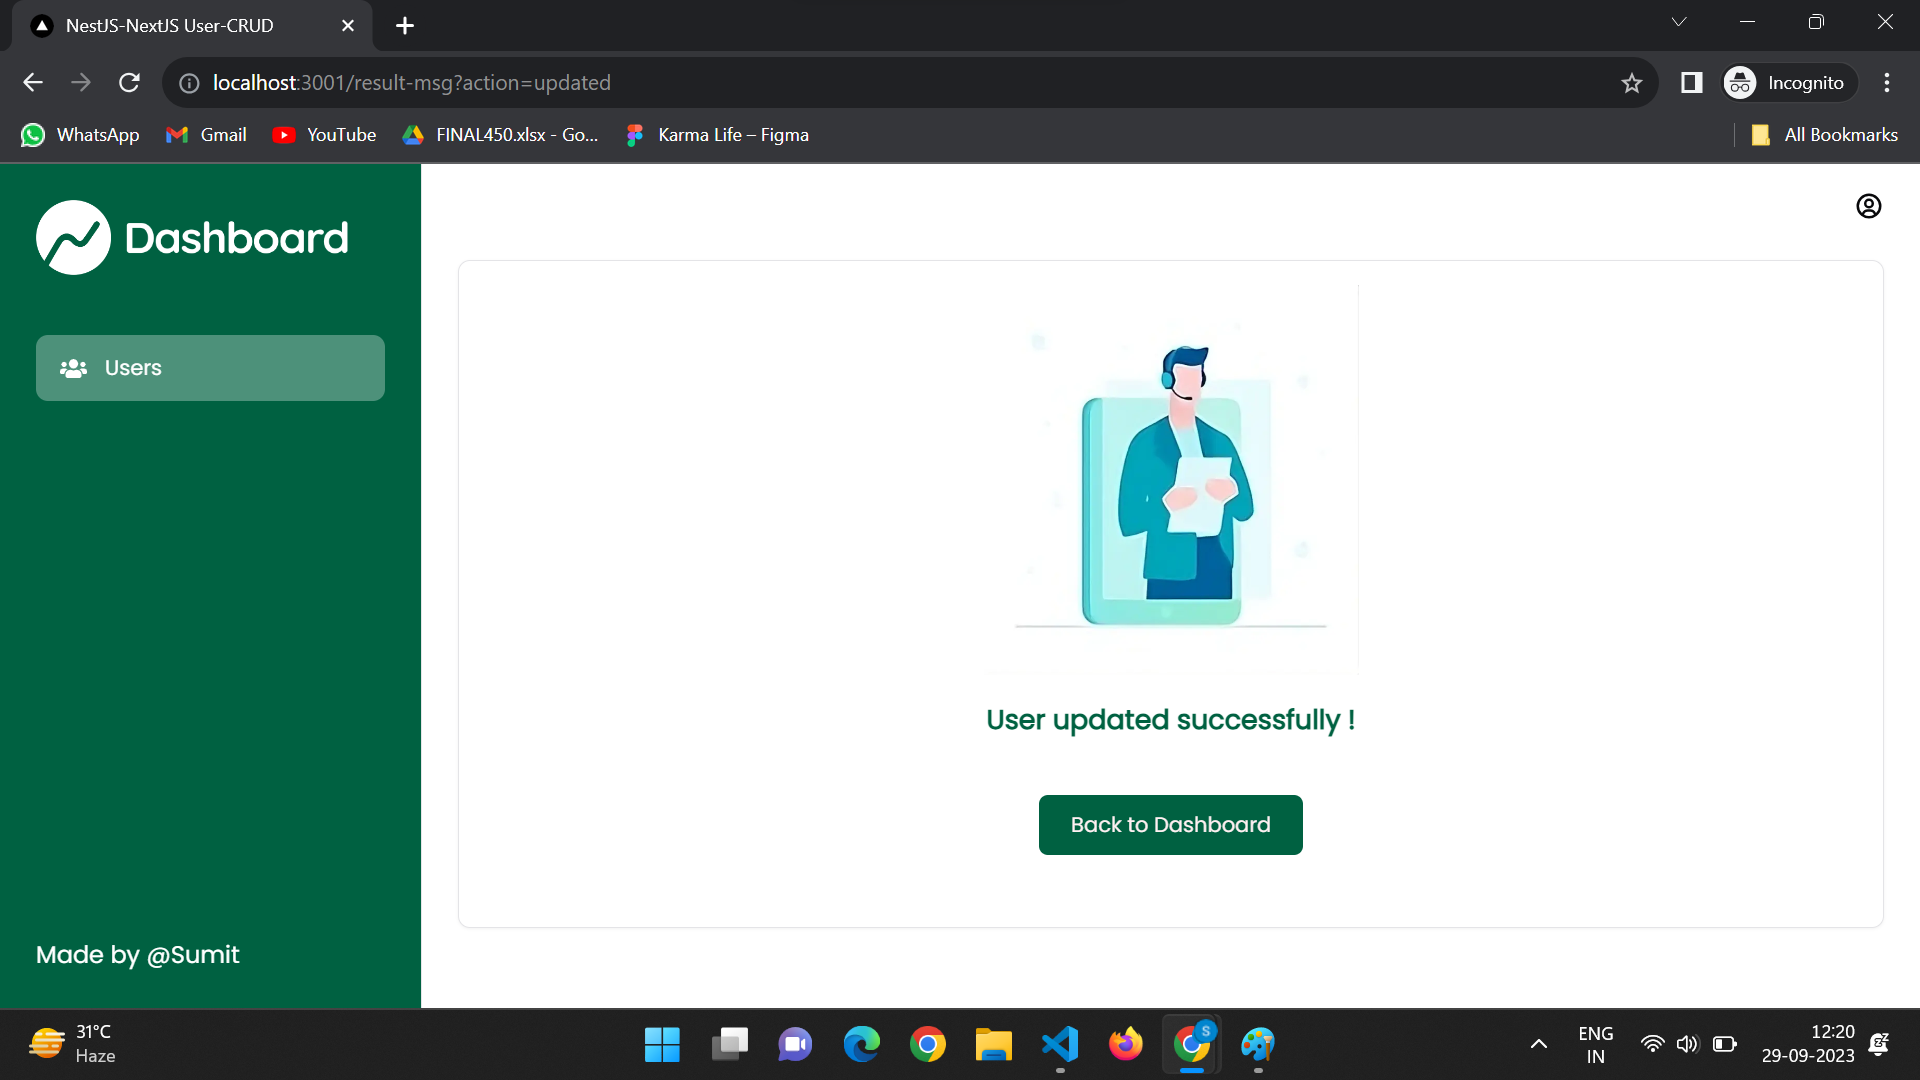 NestJS-NextJS User-CRUD
localhost:3001/result-msg?action=updated
Incognito
WhatsApp
Gmail
YouTube
FINAL450.xlsx - Go...
Karma Life – Figma
All Bookmarks
Dashboard
Users
User updated successfully !
Back to Dashboard
Made by @Sumit
31°C
Haze
S
ENG
IN
12:20
29-09-2023